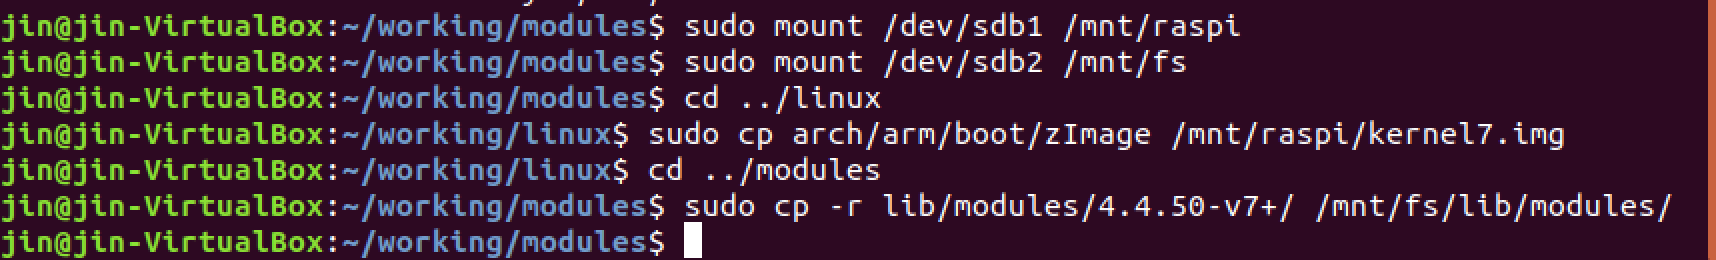 jin@jin-VirtualBox:~/working/modules$ sudo mount /dev/sdb1 /mnt/raspi
jin@jin-VirtualBox:~/working/modules$ sudo mount /dev/sdb2 /mnt/fs
jin@jin-VirtualBox:~/working/modules$ cd ../linux
jin@jin-VirtualBox:~/working/linux$ sudo cp arch/arm/boot/zImage /mnt/raspi/kernel7.img
jin@jin-VirtualBox:~/working/linux$ cd ../modules
jin@jin-VirtualBox:~/working/modules$ sudo cp -r lib/modules/4.4.50-v7+/ /mnt/fs/lib/modules/
jin@jin-VirtualBox:~/working/modules$